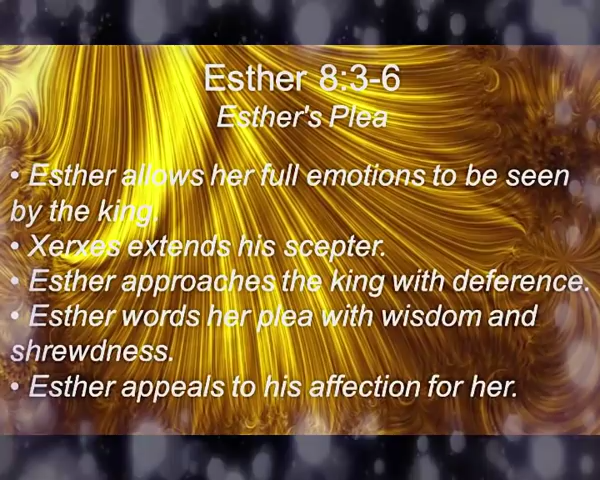 Esther 8:3-6
Esther's Plea
• Esther allows her full emotions to be seen
by the king.
• Xerxes extends his scepter.
• Esther approaches the king with deference.
• Esther words her plea with wisdom and
shrewdness.
• Esther appeals to his affection for her.